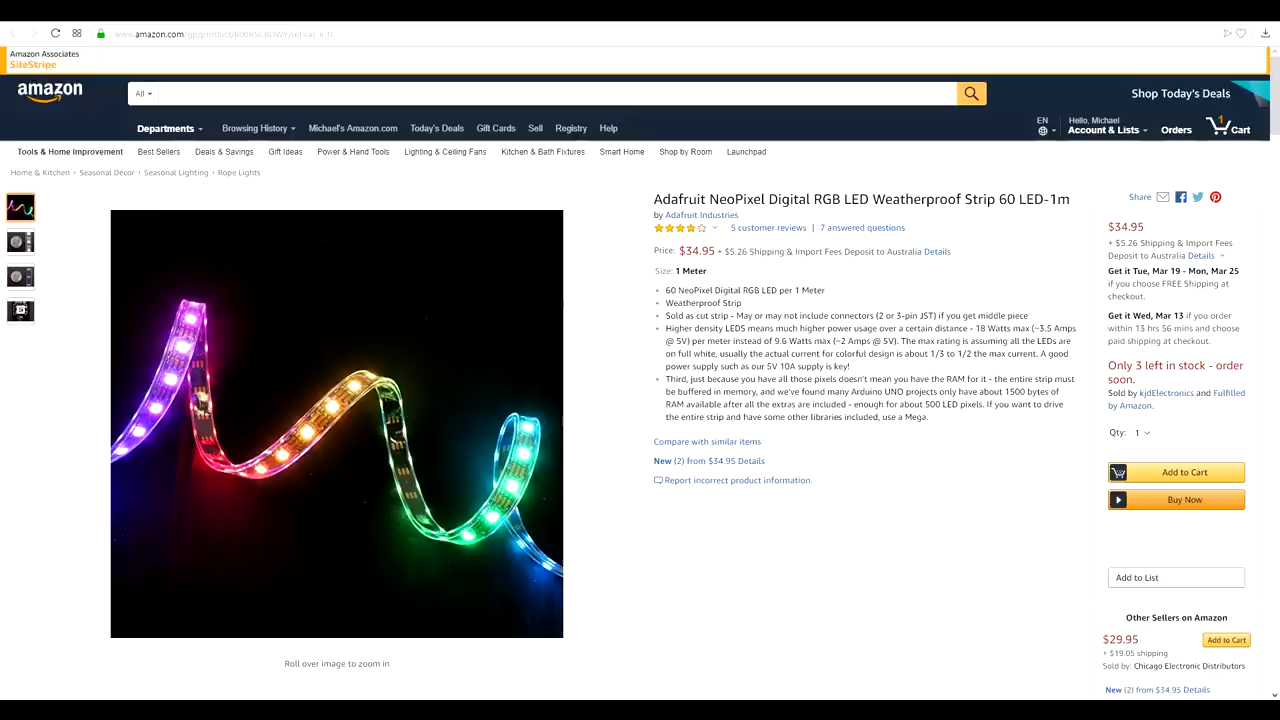 www.amazon.com/gp/product/
Amazon Associates
SiteStripe
amazon
All
Shop Today's Deals
Departments
Browsing History
Michael's Amazon.com
Today's Deals
Gift Cards
Sell
Registry
Help
EN
Hello, Michael
Account & Lists
Orders
1
Cart
Tools & Home Improvement
Best Sellers
Deals & Savings
Gift Ideas
Power & Hand Tools
Lighting & Ceiling Fans
Kitchen & Bath Fixtures
Smart Home
Shop by Room
Launchpad
Home & Kitchen › Seasonal Décor › Seasonal Lighting › Rope Lights
Roll over image to zoom in
Adafruit NeoPixel Digital RGB LED Weatherproof Strip 60 LED-1m
by Adafruit Industries
5 customer reviews | 7 answered questions
Price: $34.95 + $5.26 Shipping & Import Fees Deposit to Australia Details
Size: 1 Meter
• 60 NeoPixel Digital RGB LED per 1 Meter
• Weatherproof Strip
• Sold as cut strip - May or may not include connectors (2 or 3-pin JST) if you get middle piece
• Higher density LEDS means much higher power usage over a certain distance - 18 Watts max (~3.5 Amps
@ 5V) per meter instead of 9.6 Watts max (~2 Amps @ 5V). The max rating is assuming all the LEDs are
on full white, usually the actual current for colorful design is about 1/3 to 1/2 the max current. A good
power supply such as our 5V 10A supply is key!
• Third, just because you have all those pixels doesn't mean you have the RAM for it - the entire strip must
be buffered in memory, and we've found many Arduino UNO projects only have about 1500 bytes of
RAM available after all the extras are included - enough for about 500 LED pixels. If you want to drive
the entire strip and have some other libraries included, use a Mega.
Compare with similar items
New (2) from $34.95 Details
Report incorrect product information.
Share
$34.95
+ $5.26 Shipping & Import Fees
Deposit to Australia Details
Get it Tue, Mar 19 - Mon, Mar 25
if you choose FREE Shipping at
checkout.
Get it Wed, Mar 13 if you order
within 13 hrs 56 mins and choose
paid shipping at checkout.
Only 3 left in stock - order
soon.
Sold by kjdElectronics and Fulfilled
by Amazon.
Qty: 1
Add to Cart
Buy Now
Add to List
Other Sellers on Amazon
$29.95
Add to Cart
+ $19.05 shipping
Sold by: Chicago Electronic Distributors
New (2) from $34.95 Details